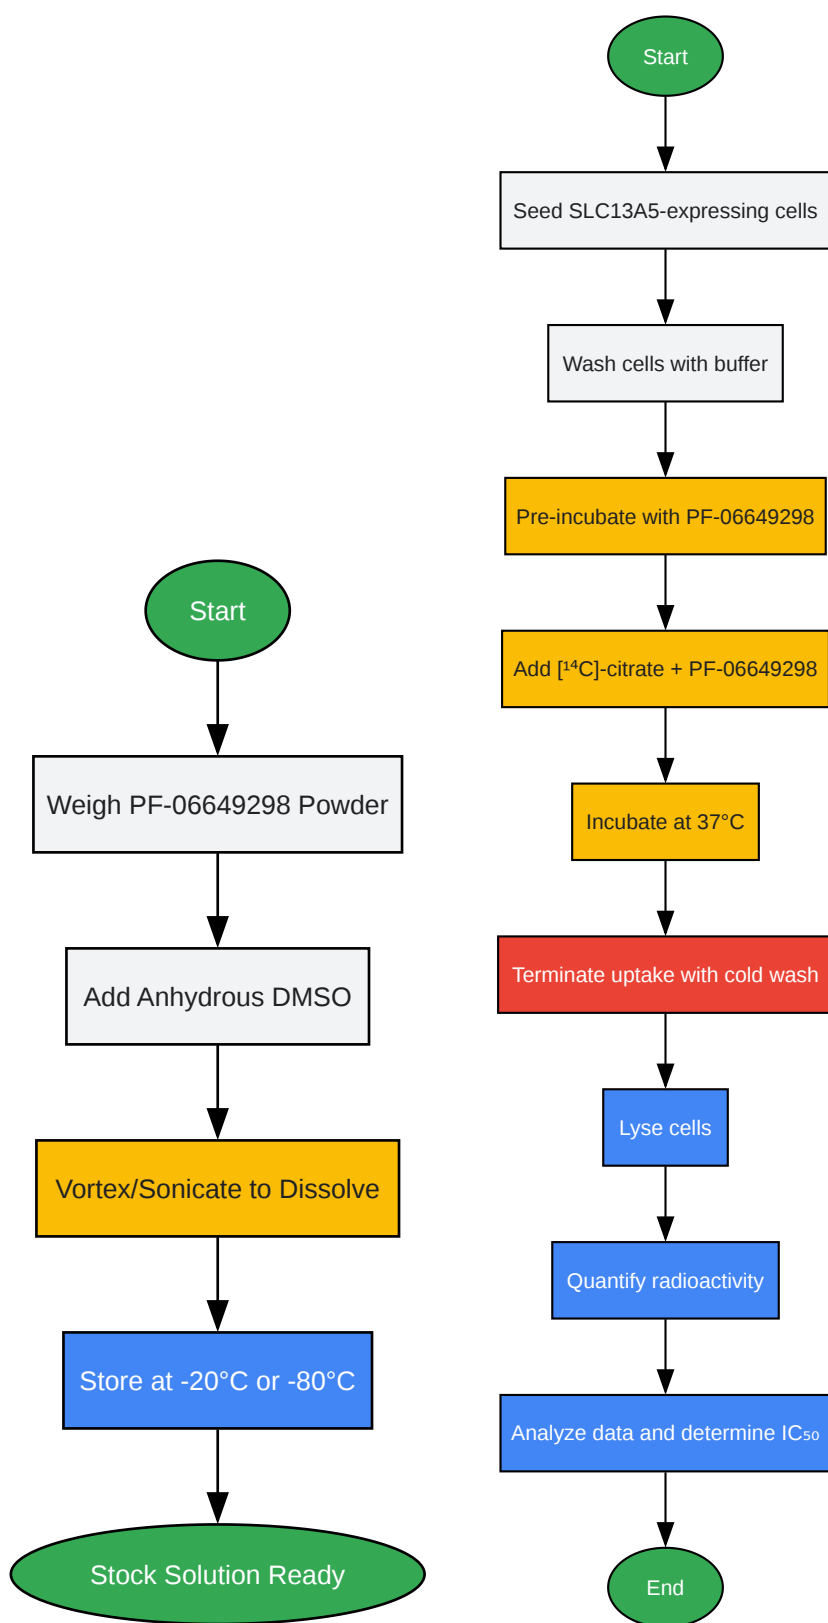 Start
Weigh PF-06649298 Powder
Add Anhydrous DMSO
Vortex/Sonicate to Dissolve
Store at -20°C or -80°C
Stock Solution Ready
Start
Seed SLC13A5-expressing cells
Wash cells with buffer
Pre-incubate with PF-06649298
Add [¹⁴C]-citrate + PF-06649298
Incubate at 37°C
Terminate uptake with cold wash
Lyse cells
Quantify radioactivity
Analyze data and determine IC₅₀
End